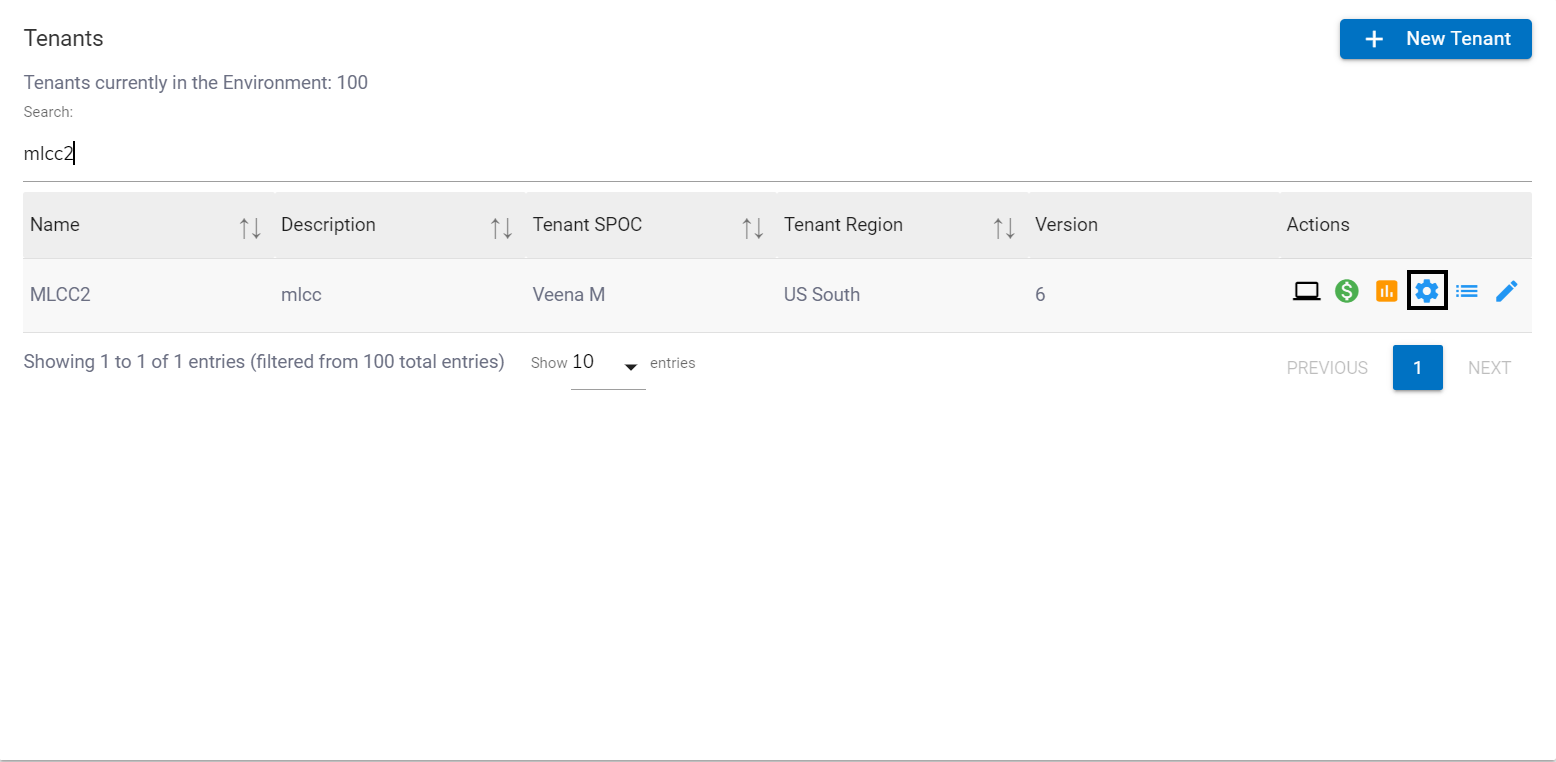 Tenants
+ New Tenant
Tenants currently in the Environment: 100
Search:
mlcc2
Name Description Tenant SPOC Tenant Region Version Actions
MLCC2 mlcc Veena M US South 6
Showing 1 to 1 of 1 entries (filtered from 100 total entries) Show 10 entries PREVIOUS 1 NEXT